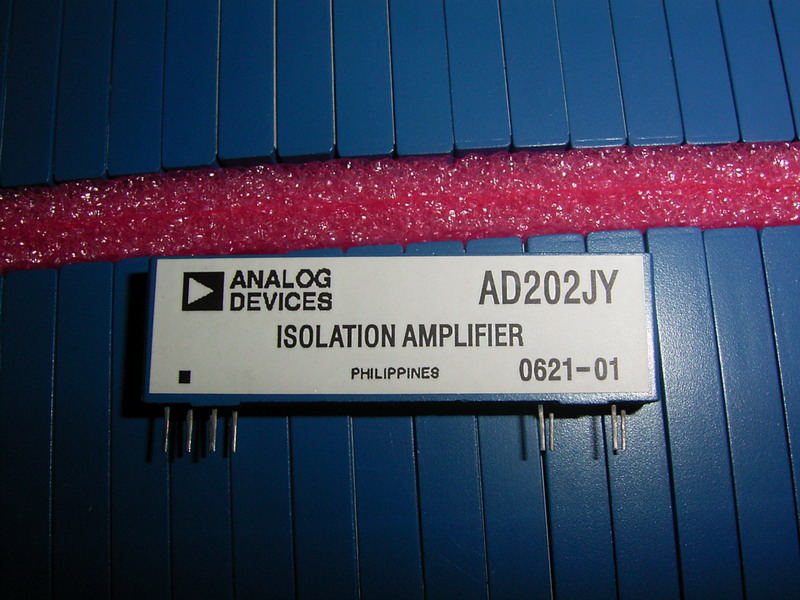 ANALOG
DEVICES
AD202JY
ISOLATION AMPLIFIER
PHILIPPINES
0621-01